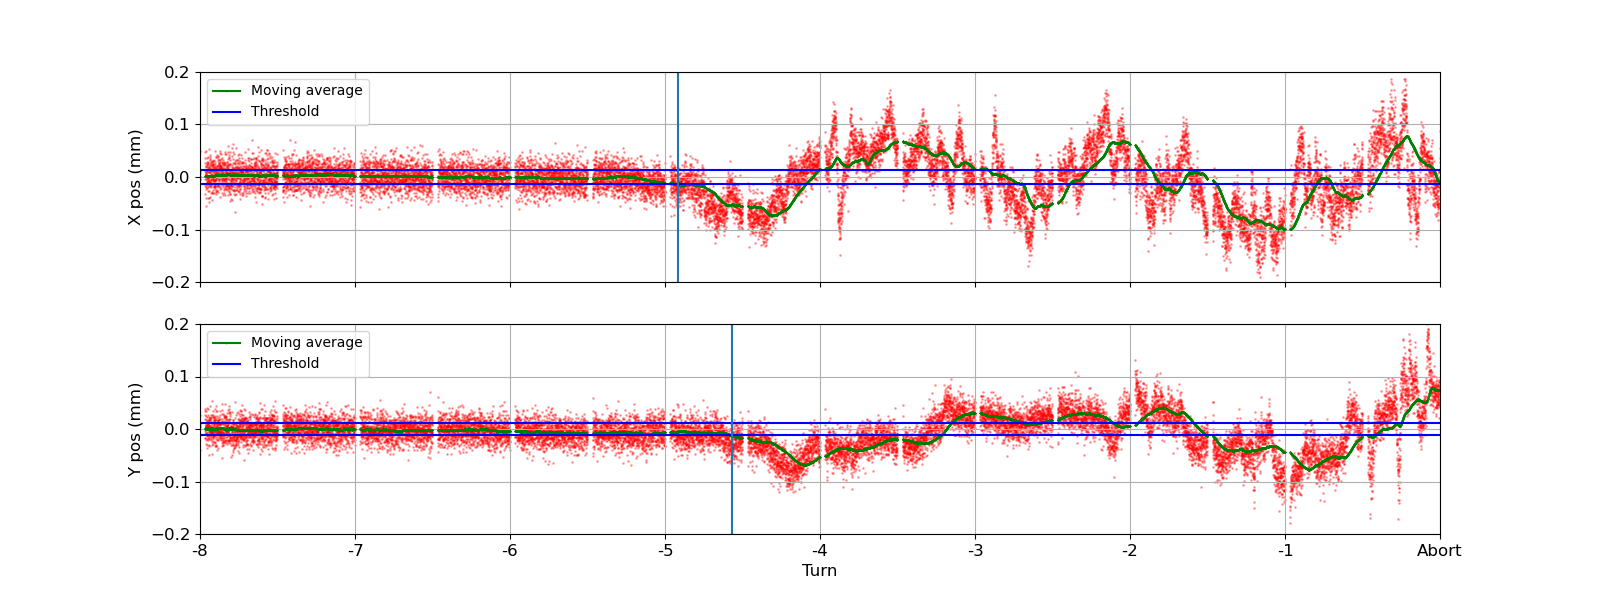 0.2
0.1
0.0
−0.1
−0.2
X pos (mm)
Moving average
Threshold
0.2
0.1
0.0
−0.1
−0.2
Y pos (mm)
Moving average
Threshold
-8 -7 -6 -5 -4 -3 -2 -1 Abort
Turn